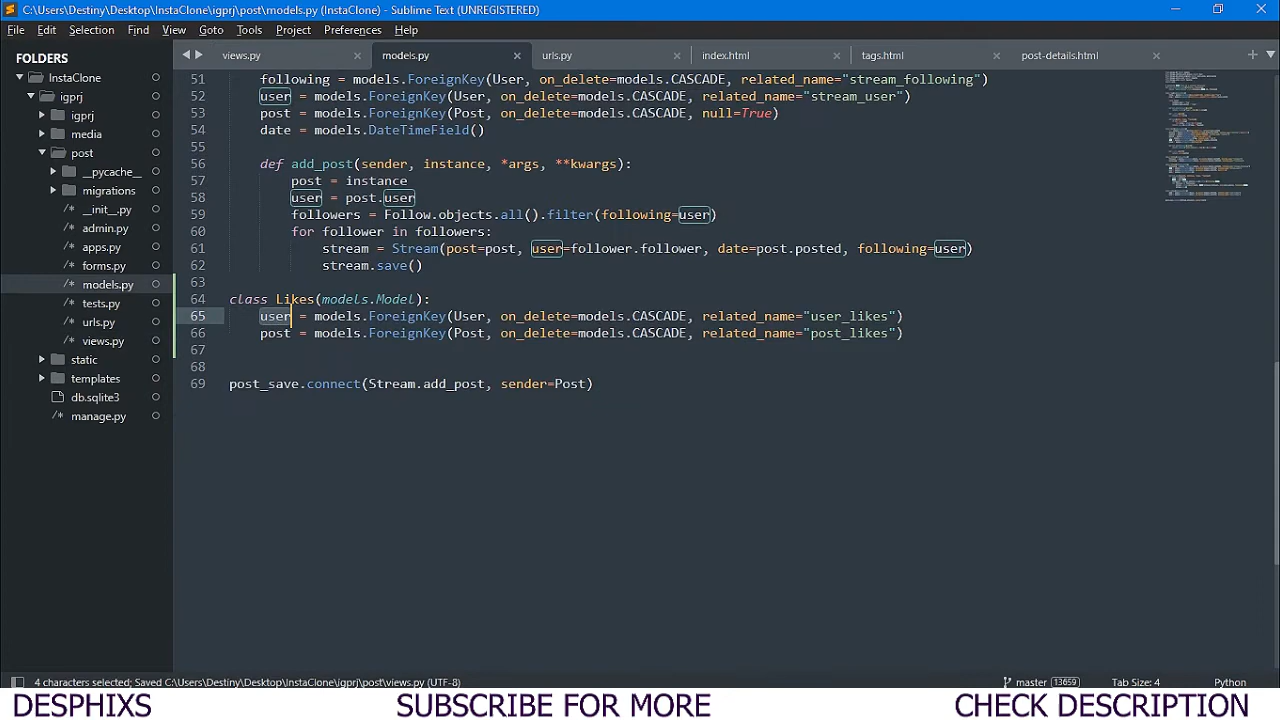 C:\Users\Destiny\Desktop\InstaClone\igprj\post\models.py (InstaClone) - Sublime Text (UNREGISTERED)
File Edit Selection Find View Goto Tools Project Preferences Help
FOLDERS
InstaClone
igprj
igprj
media
post
__pycache__
migrations
/* __init__.py
/* admin.py
/* apps.py
/* forms.py
/* models.py
/* tests.py
/* urls.py
/* views.py
static
templates
db.sqlite3
/* manage.py
views.py models.py urls.py index.html tags.html post-details.html
51 following = models.ForeignKey(User, on_delete=models.CASCADE, related_name="stream_following")
52 user = models.ForeignKey(User, on_delete=models.CASCADE, related_name="stream_user")
53 post = models.ForeignKey(Post, on_delete=models.CASCADE, null=True)
54 date = models.DateTimeField()
55
56 def add_post(sender, instance, *args, **kwargs):
57 post = instance
58 user = post.user
59 followers = Follow.objects.all().filter(following=user)
60 for follower in followers:
61 stream = Stream(post=post, user=follower.follower, date=post.posted, following=user)
62 stream.save()
63
64 class Likes(models.Model):
65 user = models.ForeignKey(User, on_delete=models.CASCADE, related_name="user_likes")
66 post = models.ForeignKey(Post, on_delete=models.CASCADE, related_name="post_likes")
67
68
69 post_save.connect(Stream.add_post, sender=Post)
4 characters selected; Saved C:\Users\Destiny\Desktop\InstaClone\igprj\post\views.py (UTF-8)
master 13659 Tab Size: 4 Python
DESPHIXS SUBSCRIBE FOR MORE CHECK DESCRIPTION